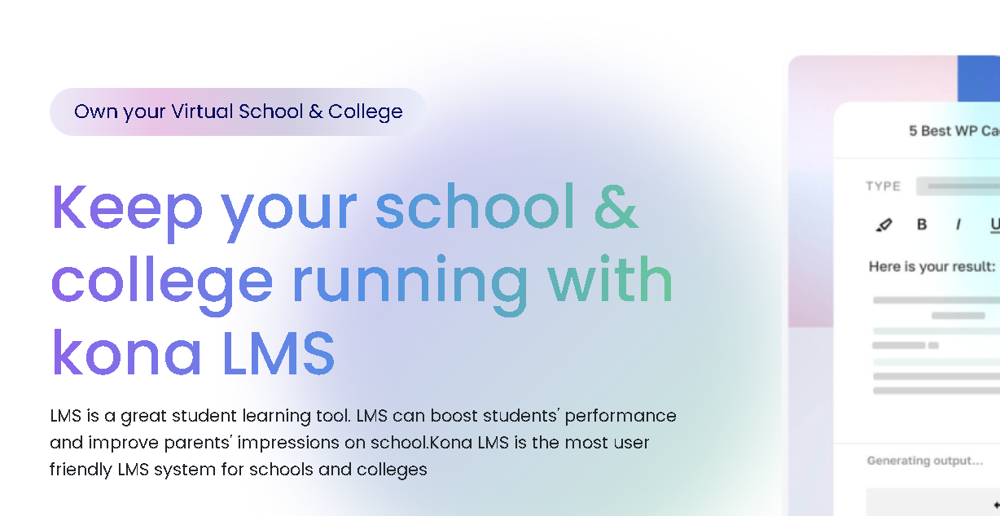 Own your Virtual School & College
Keep your school &
college running with
kona LMS
LMS is a great student learning tool. LMS can boost students' performance
and improve parents' impressions on school.Kona LMS is the most user
friendly LMS system for schools and colleges
5 Best WP
TYPE
B I U
Here is your result:
Generating output...